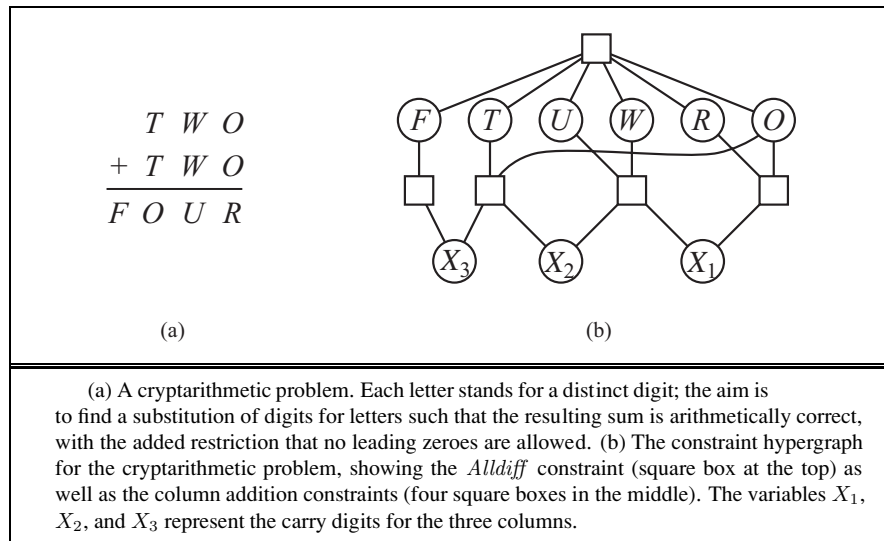 T W O
+ T W O
F O U R
(a)
F T U W R O
X3 X2 X1
(b)
(a) A cryptarithmetic problem. Each letter stands for a distinct digit; the aim is
to find a substitution of digits for letters such that the resulting sum is arithmetically correct,
with the added restriction that no leading zeroes are allowed. (b) The constraint hypergraph
for the cryptarithmetic problem, showing the Alldiff constraint (square box at the top) as
well as the column addition constraints (four square boxes in the middle). The variables X1,
X2, and X3 represent the carry digits for the three columns.